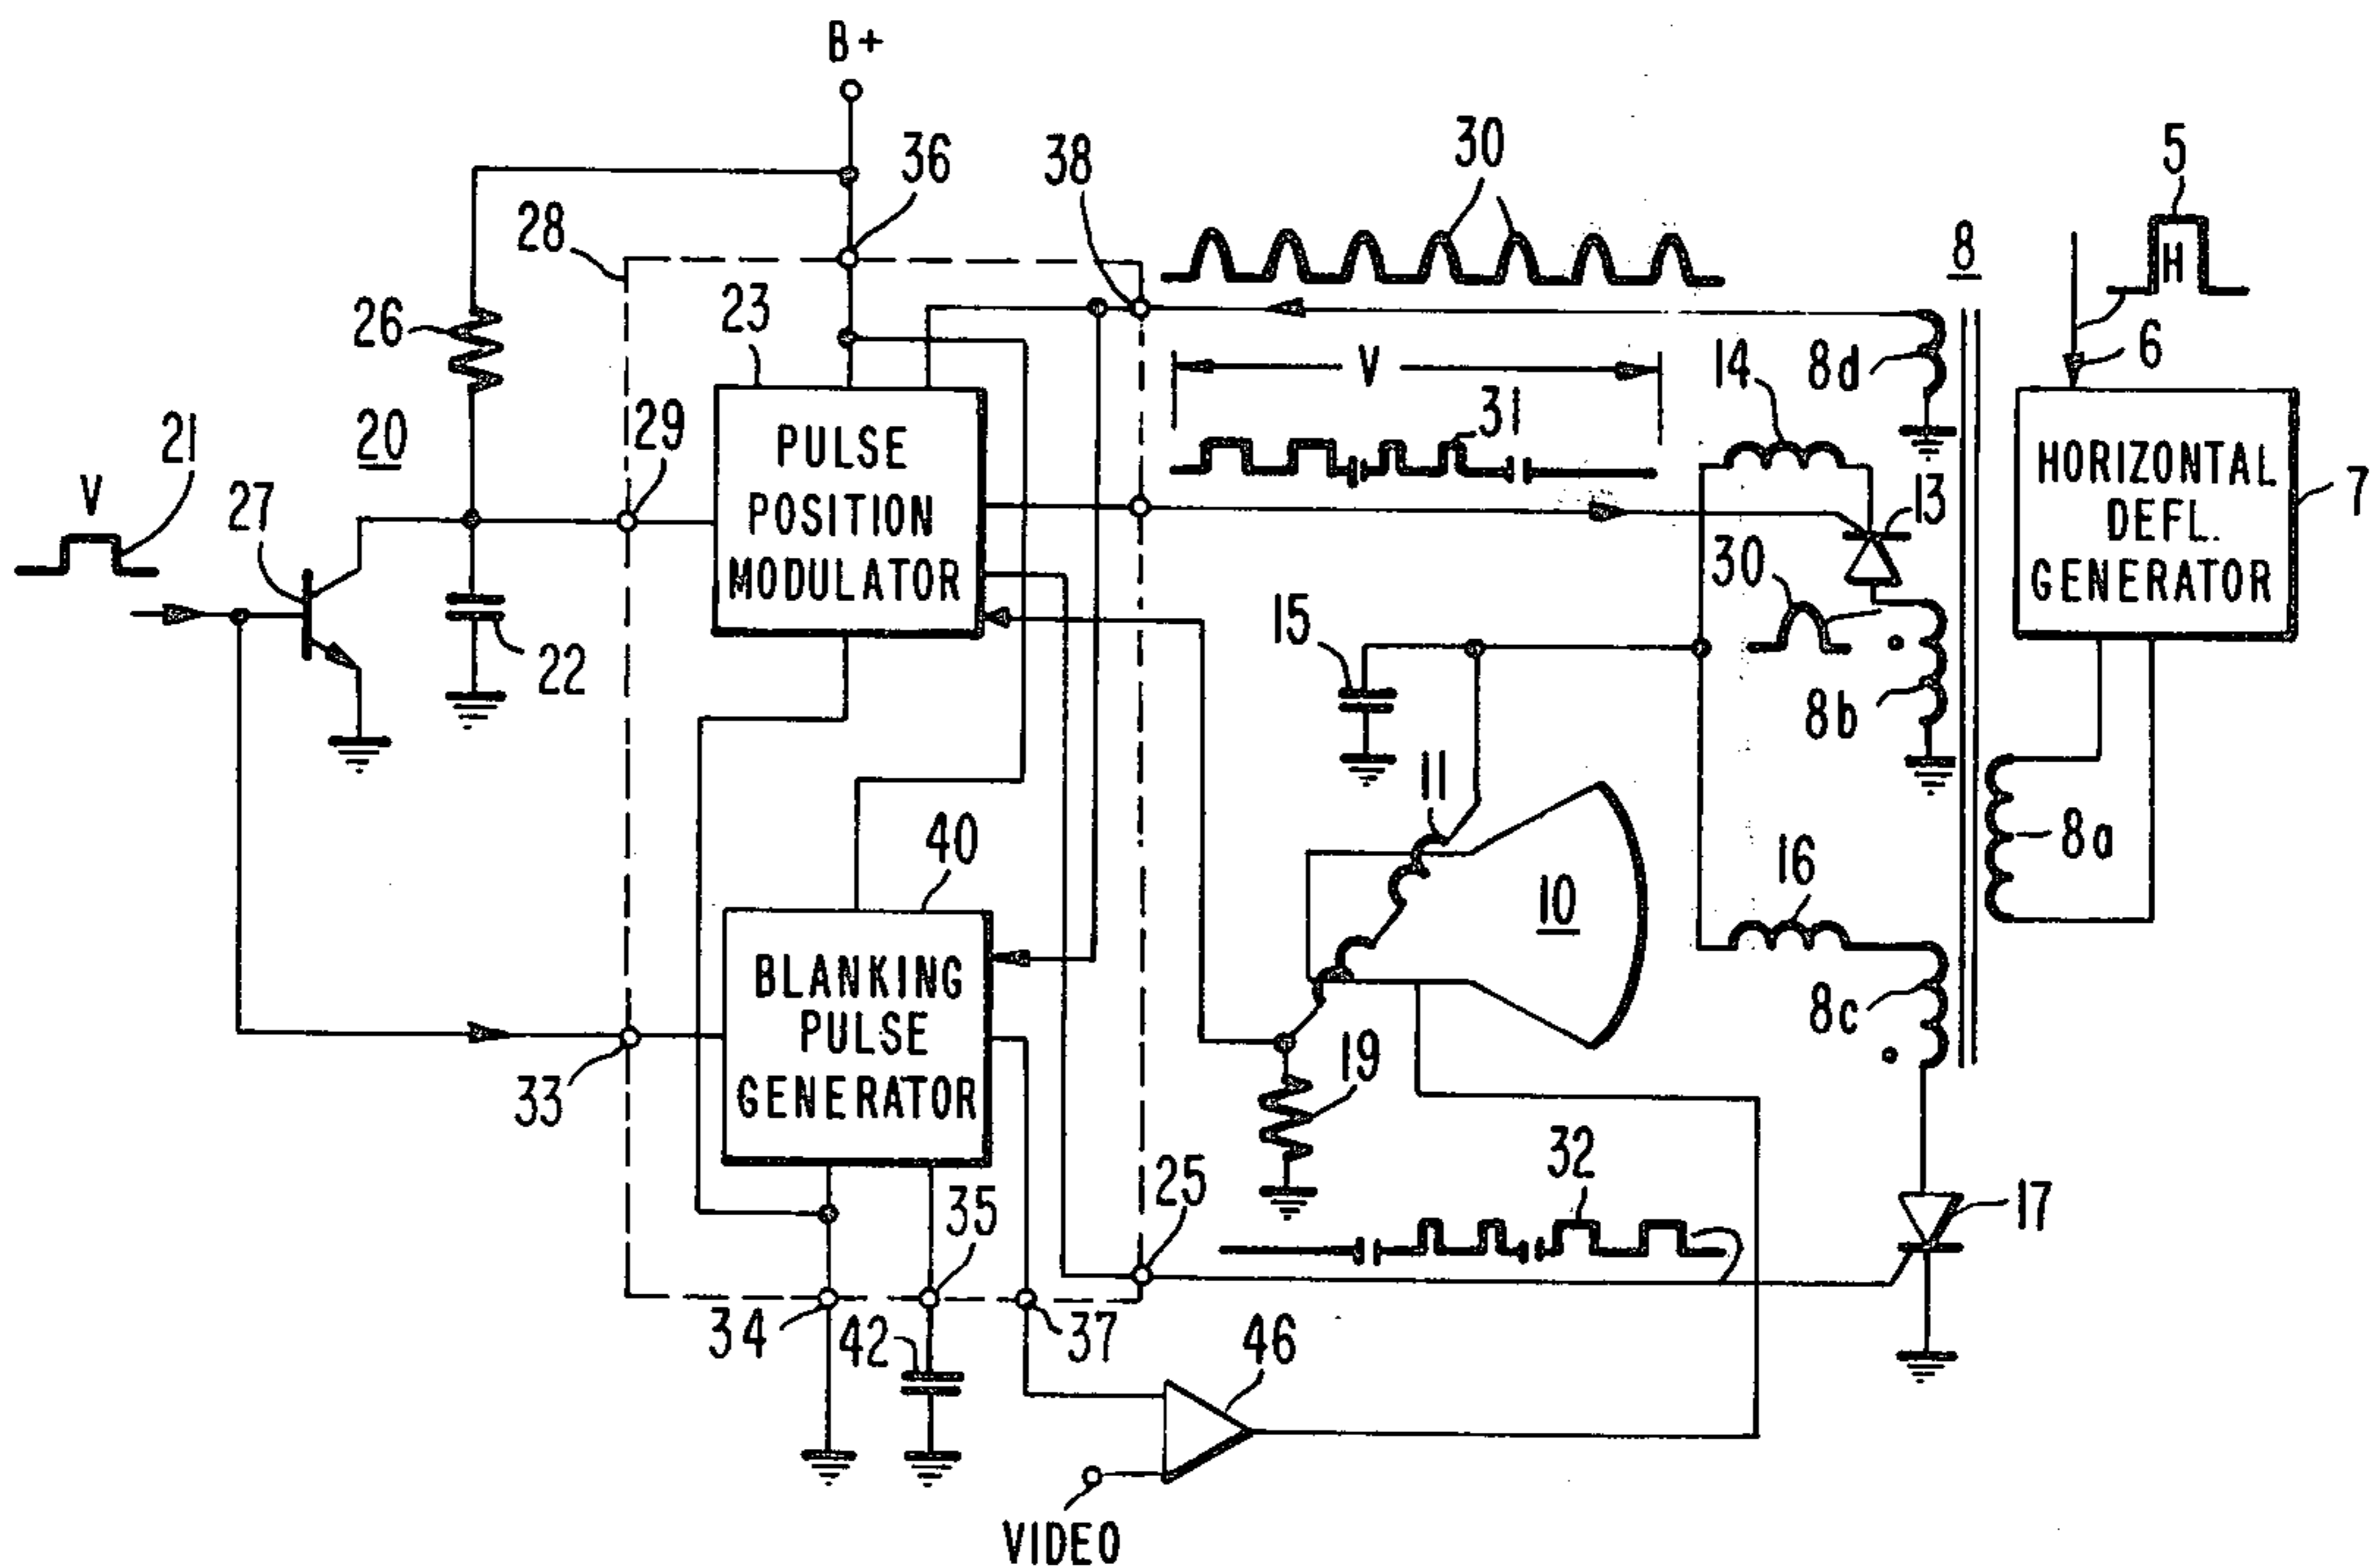 B+
36
38
30
5
H
8
28
23
6
26
14
8d
V
31
29
20
21
V
27
PULSE
POSITION
MODULATOR
HORIZONTAL
DEFL.
GENERATOR
7
13
30
15
22
8b
11
8a
40
10
16
8c
BLANKING
PULSE
GENERATOR
33
19
32
25
35
17
34
42
37
46
VIDEO